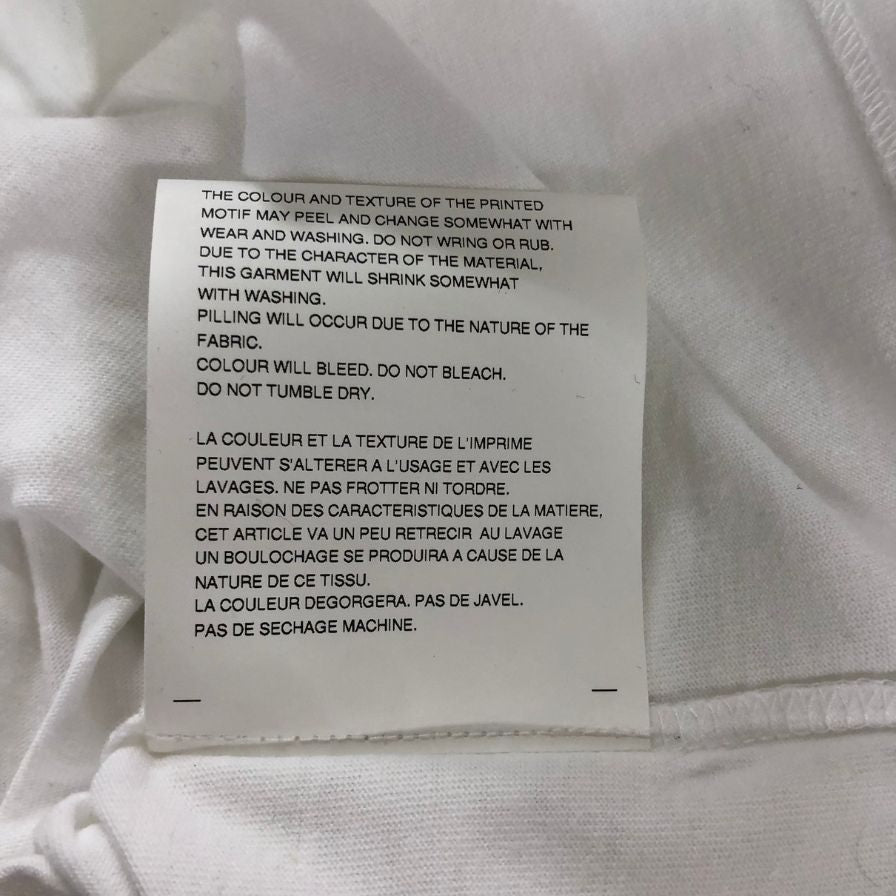 THE COLOUR AND TEXTURE OF THE PRINTED
MOTIF MAY PEEL AND CHANGE SOMEWHAT WITH
WEAR AND WASHING. DO NOT WRING OR RUB.
DUE TO THE CHARACTER OF THE MATERIAL,
THIS GARMENT WILL SHRINK SOMEWHAT
WITH WASHING.
PILLING WILL OCCUR DUE TO THE NATURE OF THE
FABRIC.
COLOUR WILL BLEED. DO NOT BLEACH.
DO NOT TUMBLE DRY.
LA COULEUR ET LA TEXTURE DE L'IMPRIME
PEUVENT S'ALTERER A L'USAGE ET AVEC LES
LAVAGES. NE PAS FROTTER NI TORDRE.
EN RAISON DES CARACTERISTIQUES DE LA MATIERE,
CET ARTICLE VA UN PEU RETRECIR AU LAVAGE
UN BOULOCHAGE SE PRODUIRA A CAUSE DE LA
NATURE DE CE TISSU.
LA COULEUR DEGORGERA. PAS DE JAVEL.
PAS DE SECHAGE MACHINE.